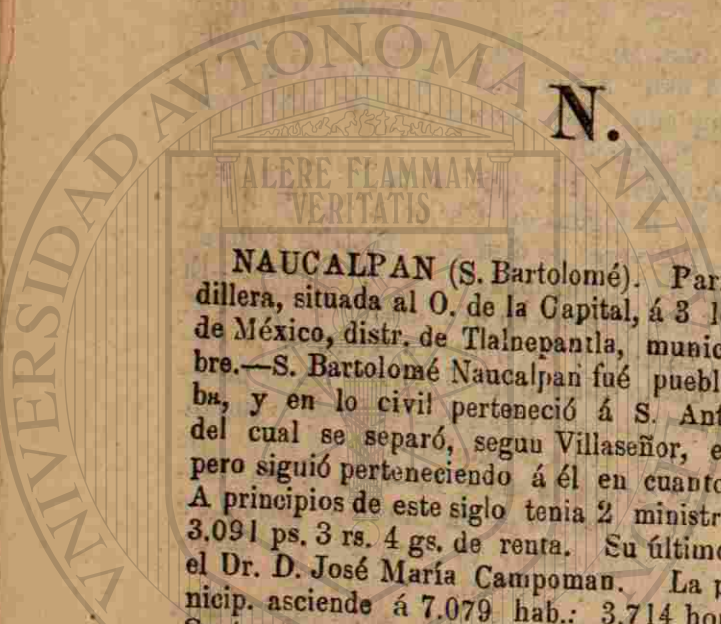 N.
ALERE FLAMMAM
VERITATIS
NAUCALPAN (S. Bartolomé). Par
dillera, situada al O. de la Capital, á 3 l
de México, distr. de Tlalnepantla, munic
bre.—S. Bartolomé Naucalpan fué puebl
ba, y en lo civil perteneció á S. Ant
del cual se separó, segun Villaseñor, e
pero siguió perteneciendo á él en cuanto
A principios de este siglo tenia 2 ministr
3.091 ps. 3 rs. 4 gs. de renta. Su último
el Dr. D. José María Campoman. La p
nicip. asciende á 7.079 hab.: 3,714 hom